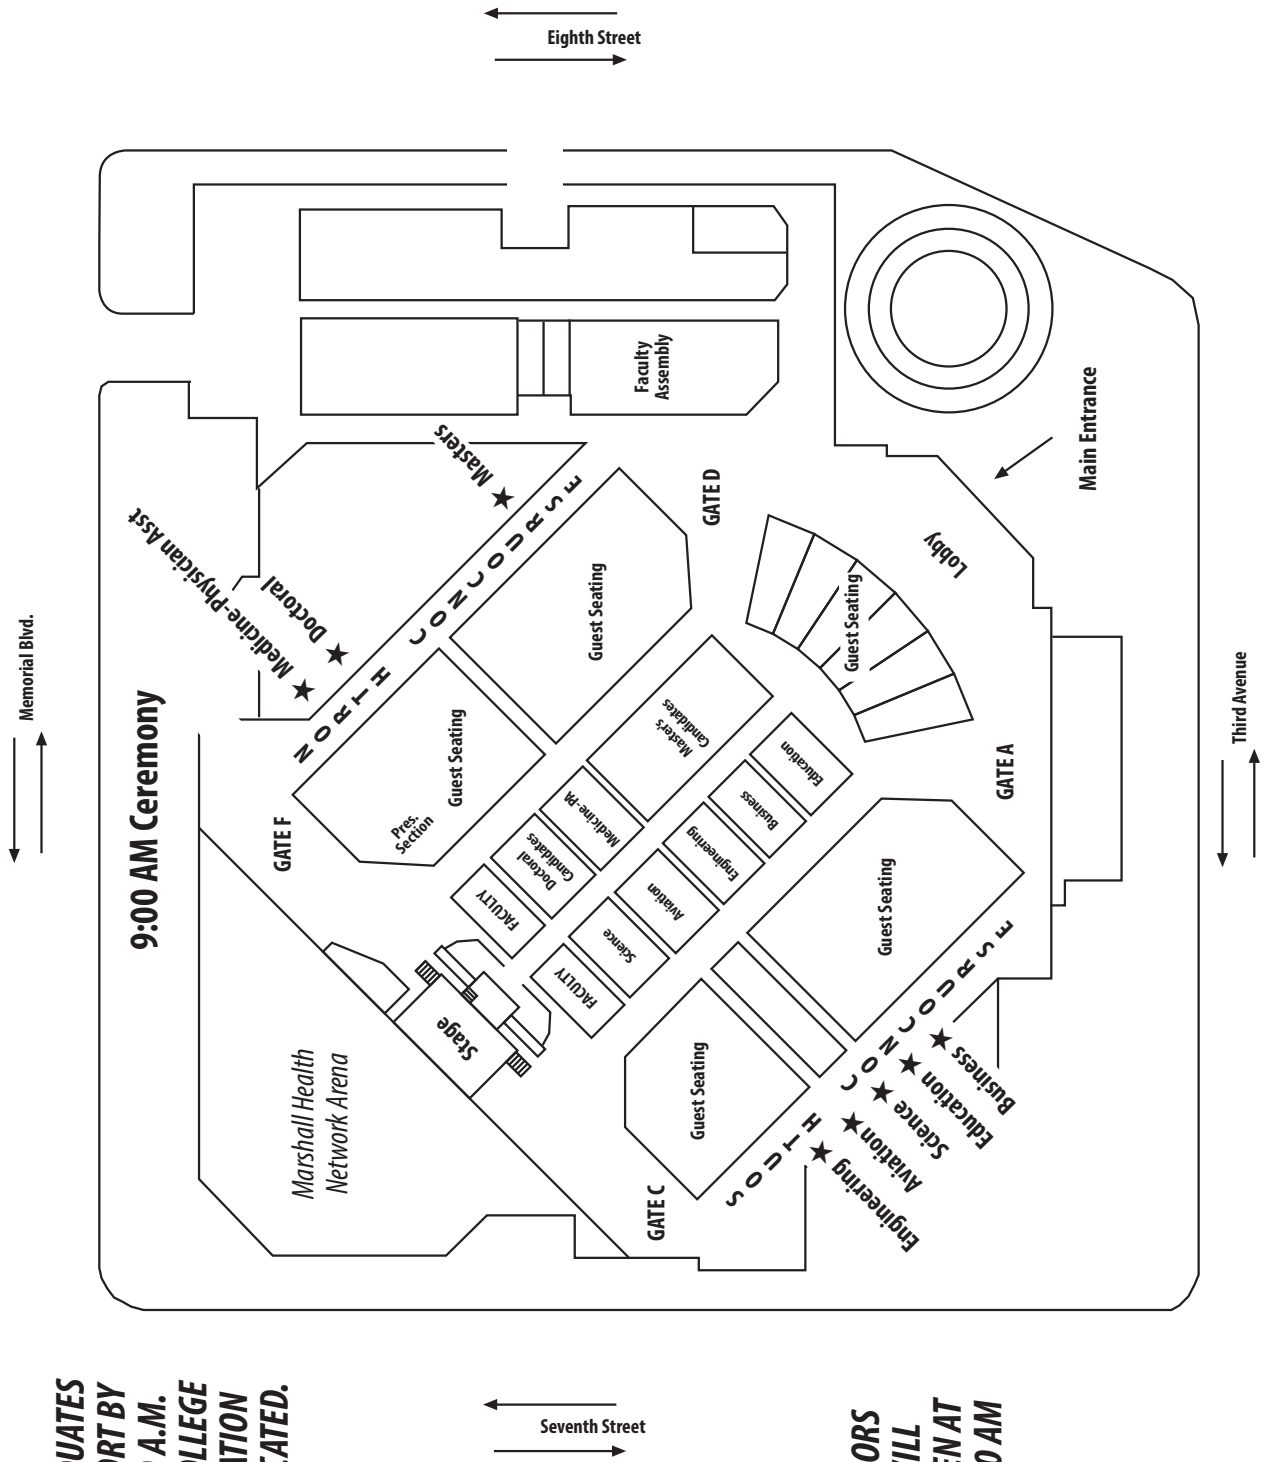 Eighth Street
Memorial Blvd.
9:00 AM Ceremony
Faculty
Assembly
Masters
Medicine-Physician Asst
Doctoral
NORTH CONCOURSE
GATE D
Main Entrance
Lobby
Guest Seating
Guest Seating
Guest Seating
Pres.
Section
GATE F
Master's
Candidates
Medicine-PA
Doctoral
Candidates
FACULTY
Education
Business
Engineering
Aviation
Science
FACULTY
Stage
GATE A
Third Avenue
Guest Seating
Guest Seating
SOUTH CONCOURSE
Business
Education
Science
Aviation
Engineering
GATE C
Marshall Health
Network Arena
Seventh Street
A.M.
AM